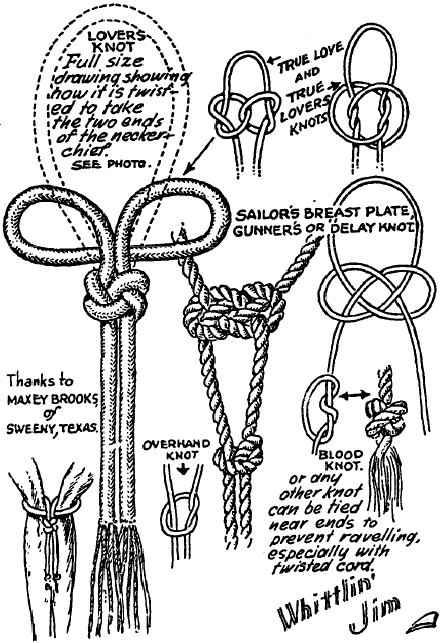 LOVERS
KNOT
Full size
drawing showing
how it is twist-
ed to take
the two ends
of the necker-
chief.
SEE PHOTO.
TRUE LOVE
AND
TRUE
LOVERS
KNOTS
SAILOR'S BREAST PLATE,
GUNNER'S OR DELAY KNOT.
Thanks to
MAXEY BROOKS,
of
SWEENY, TEXAS.
OVERHAND
KNOT
BLOOD
KNOT.
or any
other knot
can be tied
near ends to
prevent ravelling,
especially with
twisted cord.
Whittlin'
Jim